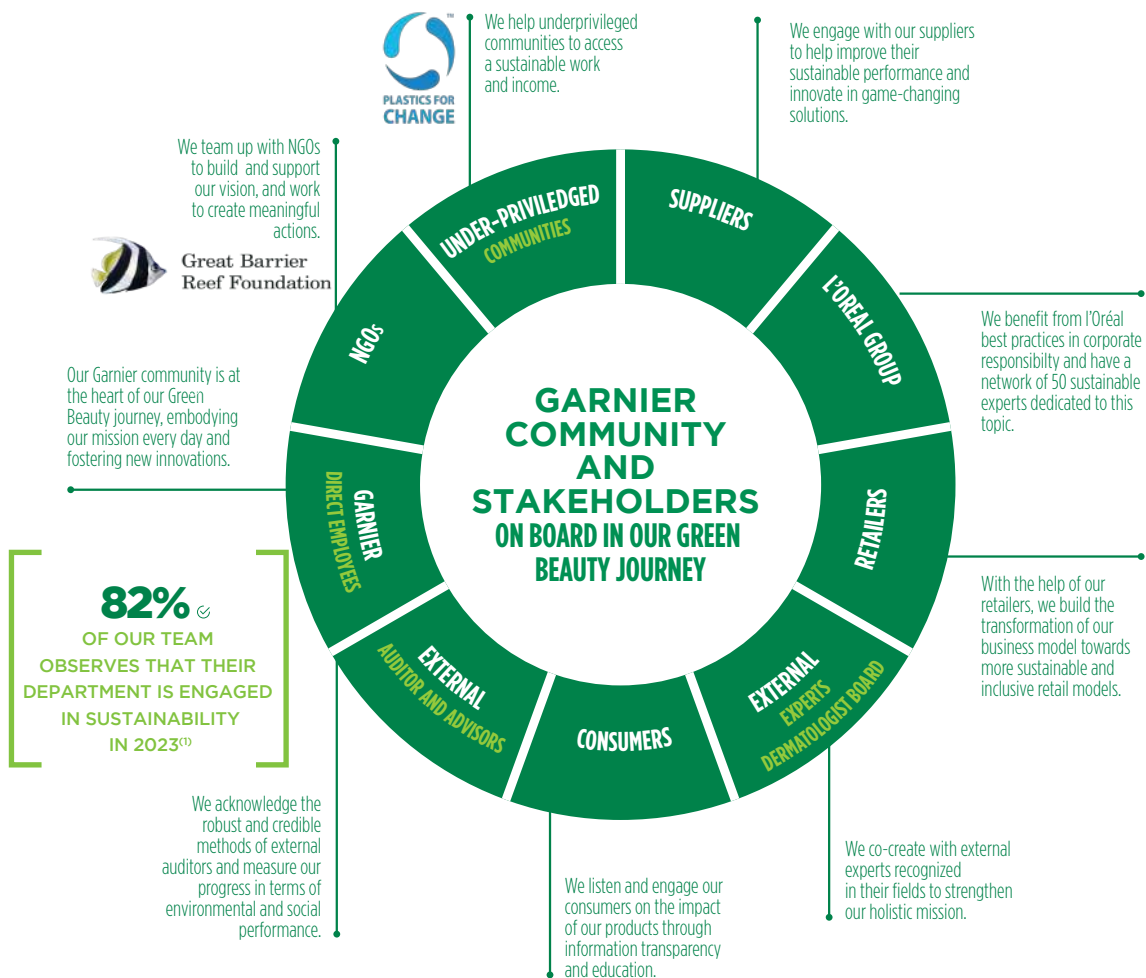 We help underprivileged
communities to access
a sustainable work
and income.
PLASTICS FOR
CHANGE
TM
We engage with our suppliers
to help improve their
sustainable performance and
innovate in game-changing
solutions.
We team up with NGOs
to build and support
our vision, and work
to create meaningful
actions.
Great Barrier
Reef Foundation
UNDER-PRIVILEDGED
COMMUNITIES
SUPPLIERS
L'OREAL GROUP
We benefit from l'Oréal
best practices in corporate
responsibilty and have a
network of 50 sustainable
experts dedicated to this
topic.
NGOs
Our Garnier community is at
the heart of our Green
Beauty journey, embodying
our mission every day and
fostering new innovations.
GARNIER
COMMUNITY
AND
STAKEHOLDERS
ON BOARD IN OUR GREEN
BEAUTY JOURNEY
GARNIER
DIRECT EMPLOYEES
RETAILERS
82%
OF OUR TEAM
OBSERVES THAT THEIR
DEPARTMENT IS ENGAGED
IN SUSTAINABILITY
IN 2023(1)
With the help of our
retailers, we build the
transformation of our
business model towards
more sustainable and
inclusive retail models.
EXTERNAL
AUDITOR AND ADVISORS
CONSUMERS
EXTERNAL
EXPERTS
DERMATOLOGIST BOARD
We acknowledge the
robust and credible
methods of external
auditors and measure our
progress in terms of
environmental and social
performance.
We listen and engage our
consumers on the impact
of our products through
information transparency
and education.
We co-create with external
experts recognized
in their fields to strengthen
our holistic mission.